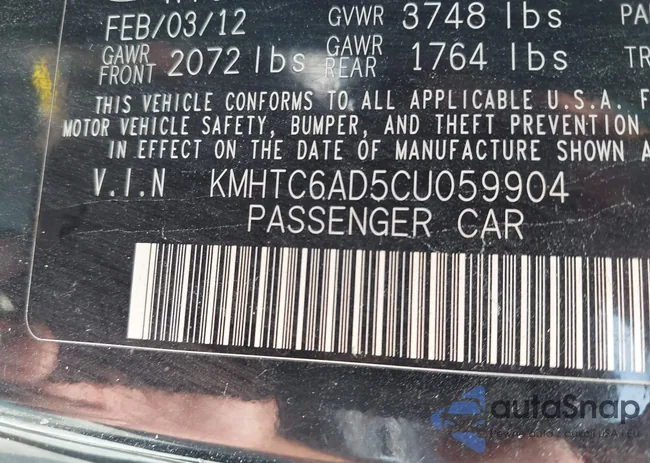 FEB/03/12 GVWR 3748 lbs PA
GAWR FRONT 2072 lbs GAWR REAR 1764 lbs TR
THIS VEHICLE CONFORMS TO ALL APPLICABLE U.S.A. F
MOTOR VEHICLE SAFETY, BUMPER, AND THEFT PREVENTION
IN EFFECT ON THE DATE OF MANUFACTURE SHOWN A
V.I.N KMHTC6AD5CU059904
PASSENGER CAR
autoSnap